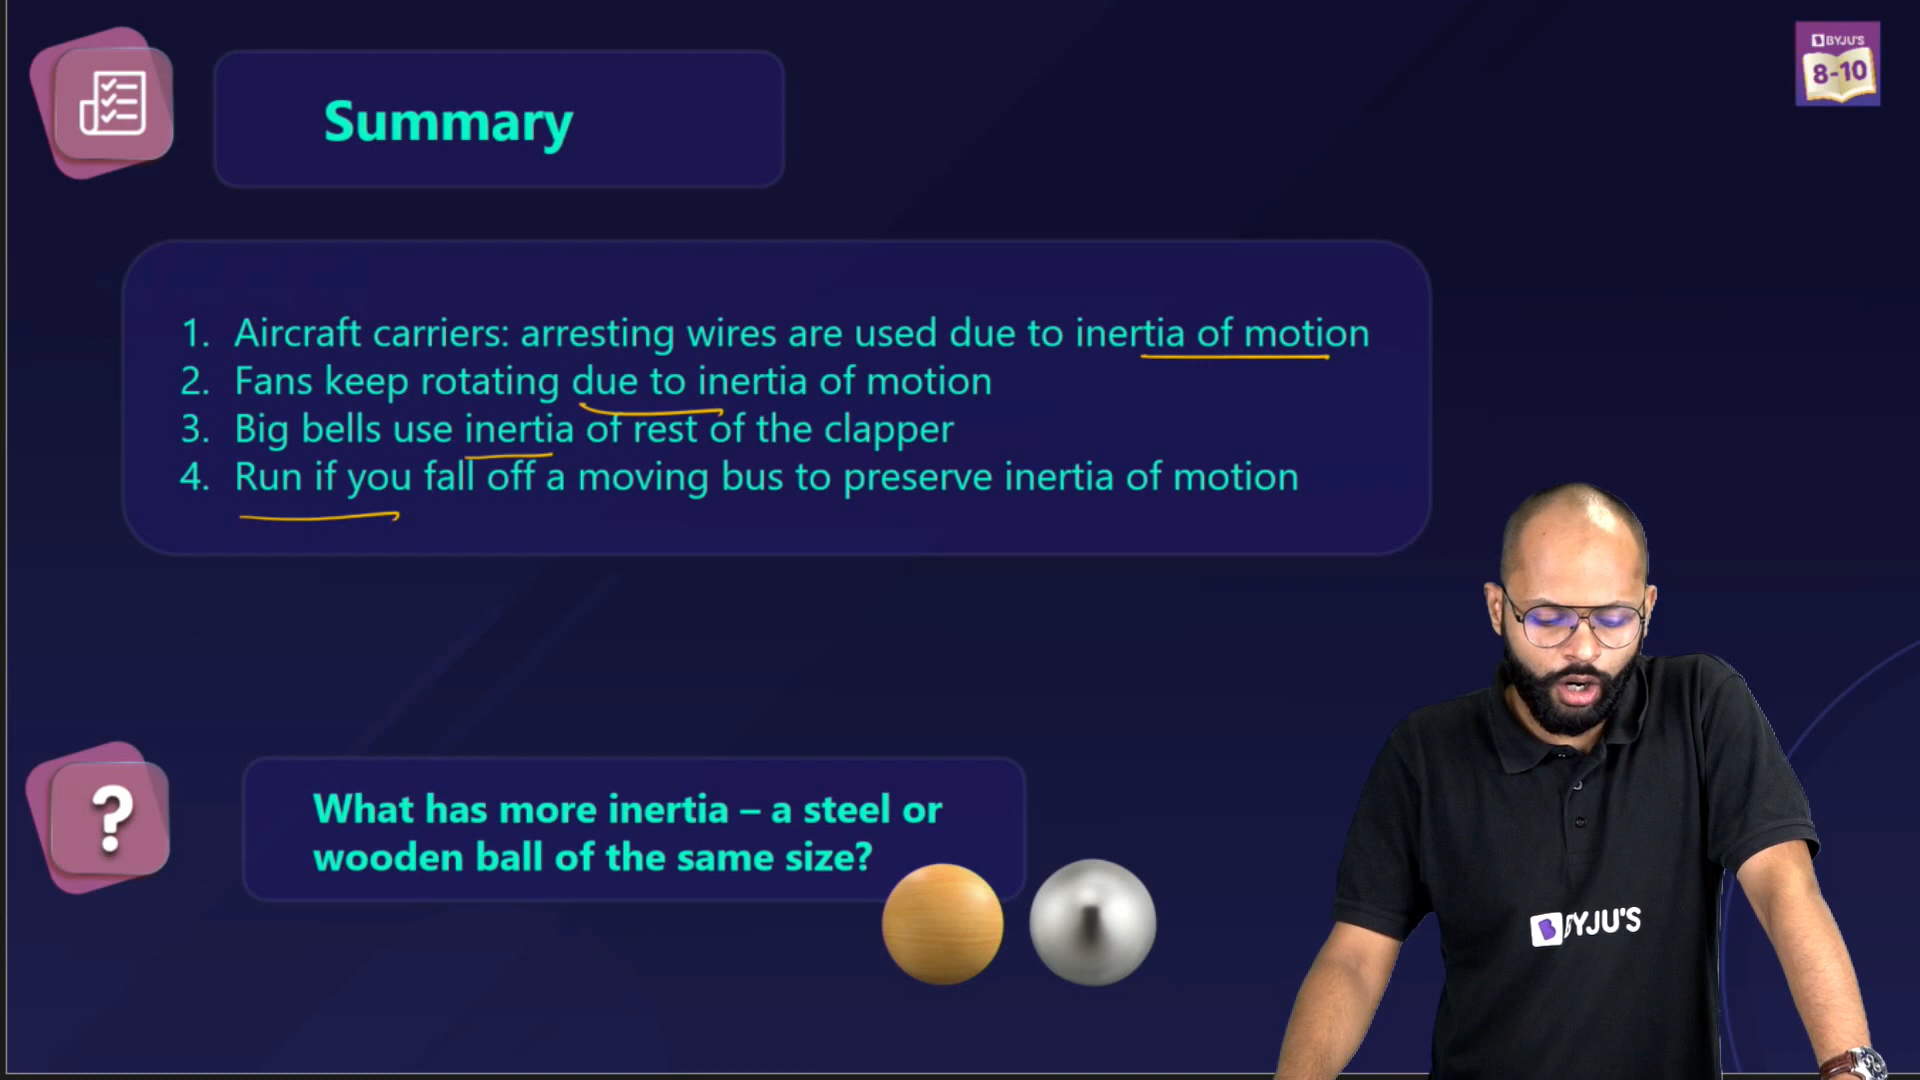 BYJU'S
8-10
Summary
1. Aircraft carriers: arresting wires are used due to inertia of motion
2. Fans keep rotating due to inertia of motion
3. Big bells use inertia of rest of the clapper
4. Run if you fall off a moving bus to preserve inertia of motion
?
What has more inertia – a steel or
wooden ball of the same size?
BYJU'S